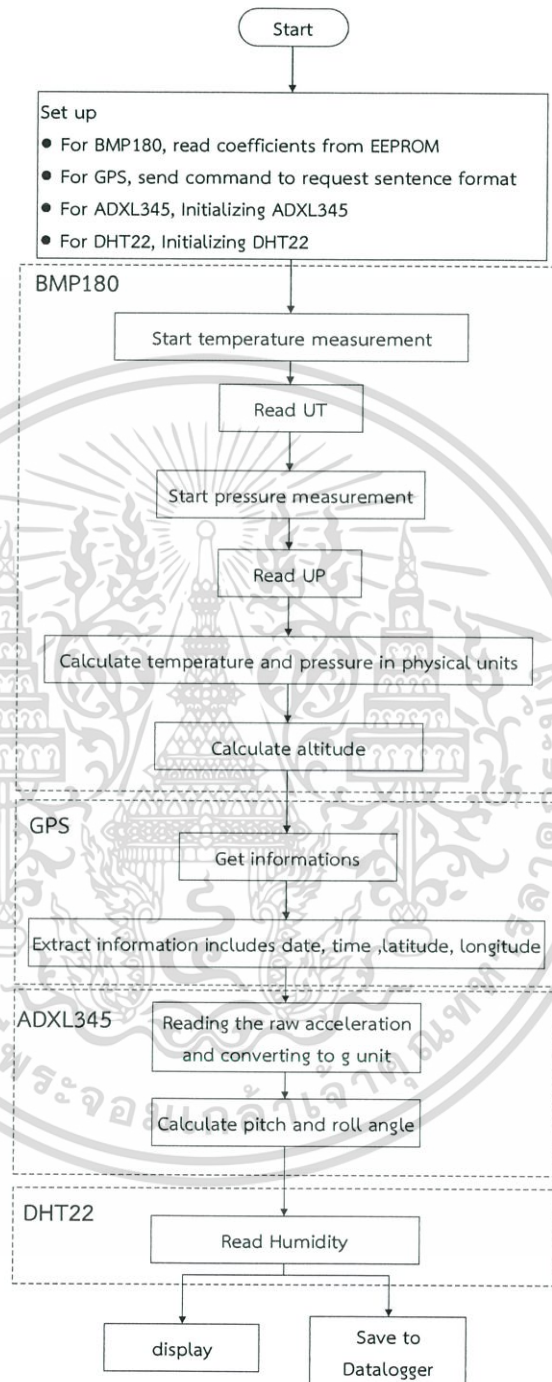 Start
Set up
● For BMP180, read coefficients from EEPROM
● For GPS, send command to request sentence format
● For ADXL345, Initializing ADXL345
● For DHT22, Initializing DHT22
BMP180
Start temperature measurement
Read UT
Start pressure measurement
Read UP
Calculate temperature and pressure in physical units
Calculate altitude
GPS
Get informations
Extract information includes date, time ,latitude, longitude
ADXL345
Reading the raw acceleration
and converting to g unit
Calculate pitch and roll angle
DHT22
Read Humidity
display
Save to
Datalogger